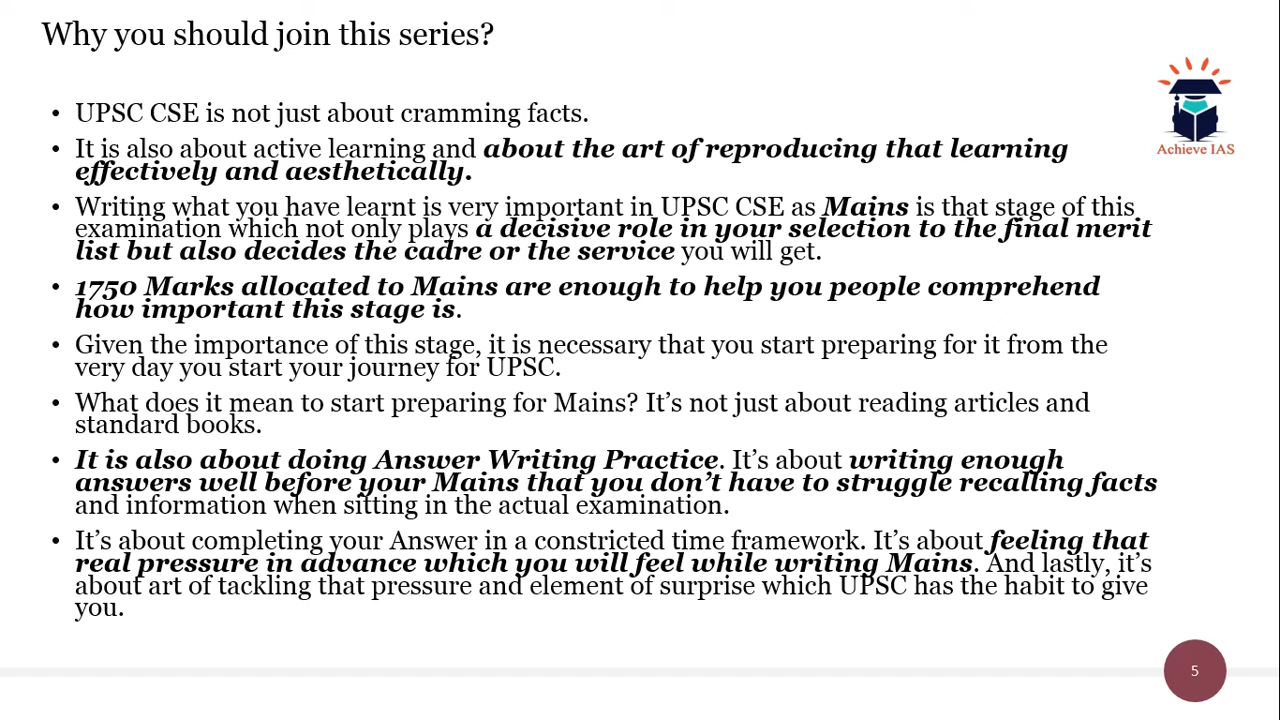 Why you should join this series?
Achieve IAS
• UPSC CSE is not just about cramming facts.
• It is also about active learning and about the art of reproducing that learning
effectively and aesthetically.
• Writing what you have learnt is very important in UPSC CSE as Mains is that stage of this
examination which not only plays a decisive role in your selection to the final merit
list but also decides the cadre or the service you will get.
• 1750 Marks allocated to Mains are enough to help you people comprehend
how important this stage is.
• Given the importance of this stage, it is necessary that you start preparing for it from the
very day you start your journey for UPSC.
• What does it mean to start preparing for Mains? It’s not just about reading articles and
standard books.
• It is also about doing Answer Writing Practice. It’s about writing enough
answers well before your Mains that you don’t have to struggle recalling facts
and information when sitting in the actual examination.
• It’s about completing your Answer in a constricted time framework. It’s about feeling that
real pressure in advance which you will feel while writing Mains. And lastly, it’s
about art of tackling that pressure and element of surprise which UPSC has the habit to give
you.
5